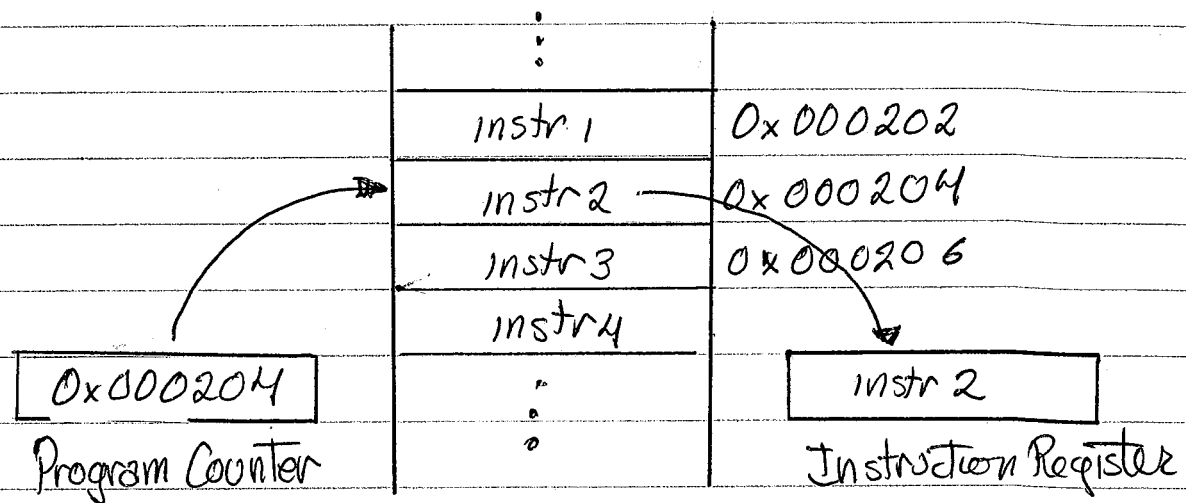 instr 1 0x000202
instr 2 0x000204
instr 3 0x000206
instr 4
0x000204 instr 2
Program Counter Instruction Register